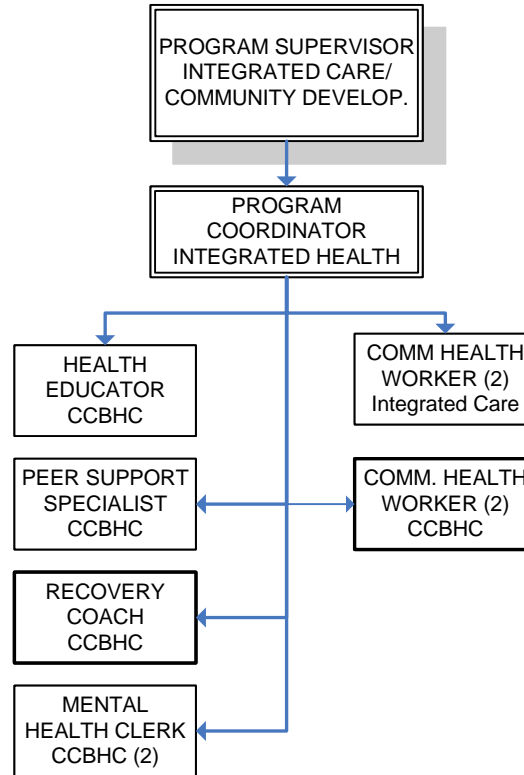 PROGRAM SUPERVISOR
INTEGRATED CARE/
COMMUNITY DEVELOP.
PROGRAM
COORDINATOR
INTEGRATED HEALTH
HEALTH
EDUCATOR
CCBHC
COMM HEALTH
WORKER (2)
Integrated Care
PEER SUPPORT
SPECIALIST
CCBHC
COMM. HEALTH
WORKER (2)
CCBHC
RECOVERY
COACH
CCBHC
MENTAL
HEALTH CLERK
CCBHC (2)